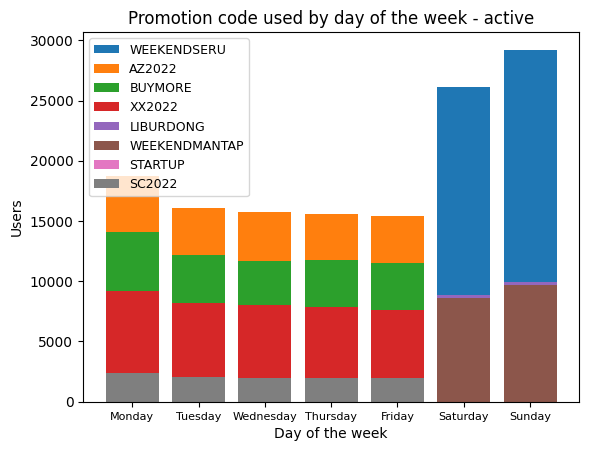 Promotion code used by day of the week - active
30000
25000
20000
15000
10000
5000
0
Users
WEEKENDSERU
AZ2022
BUYMORE
XX2022
LIBURDONG
WEEKENDMANTAP
STARTUP
SC2022
Monday Tuesday Wednesday Thursday Friday Saturday Sunday
Day of the week